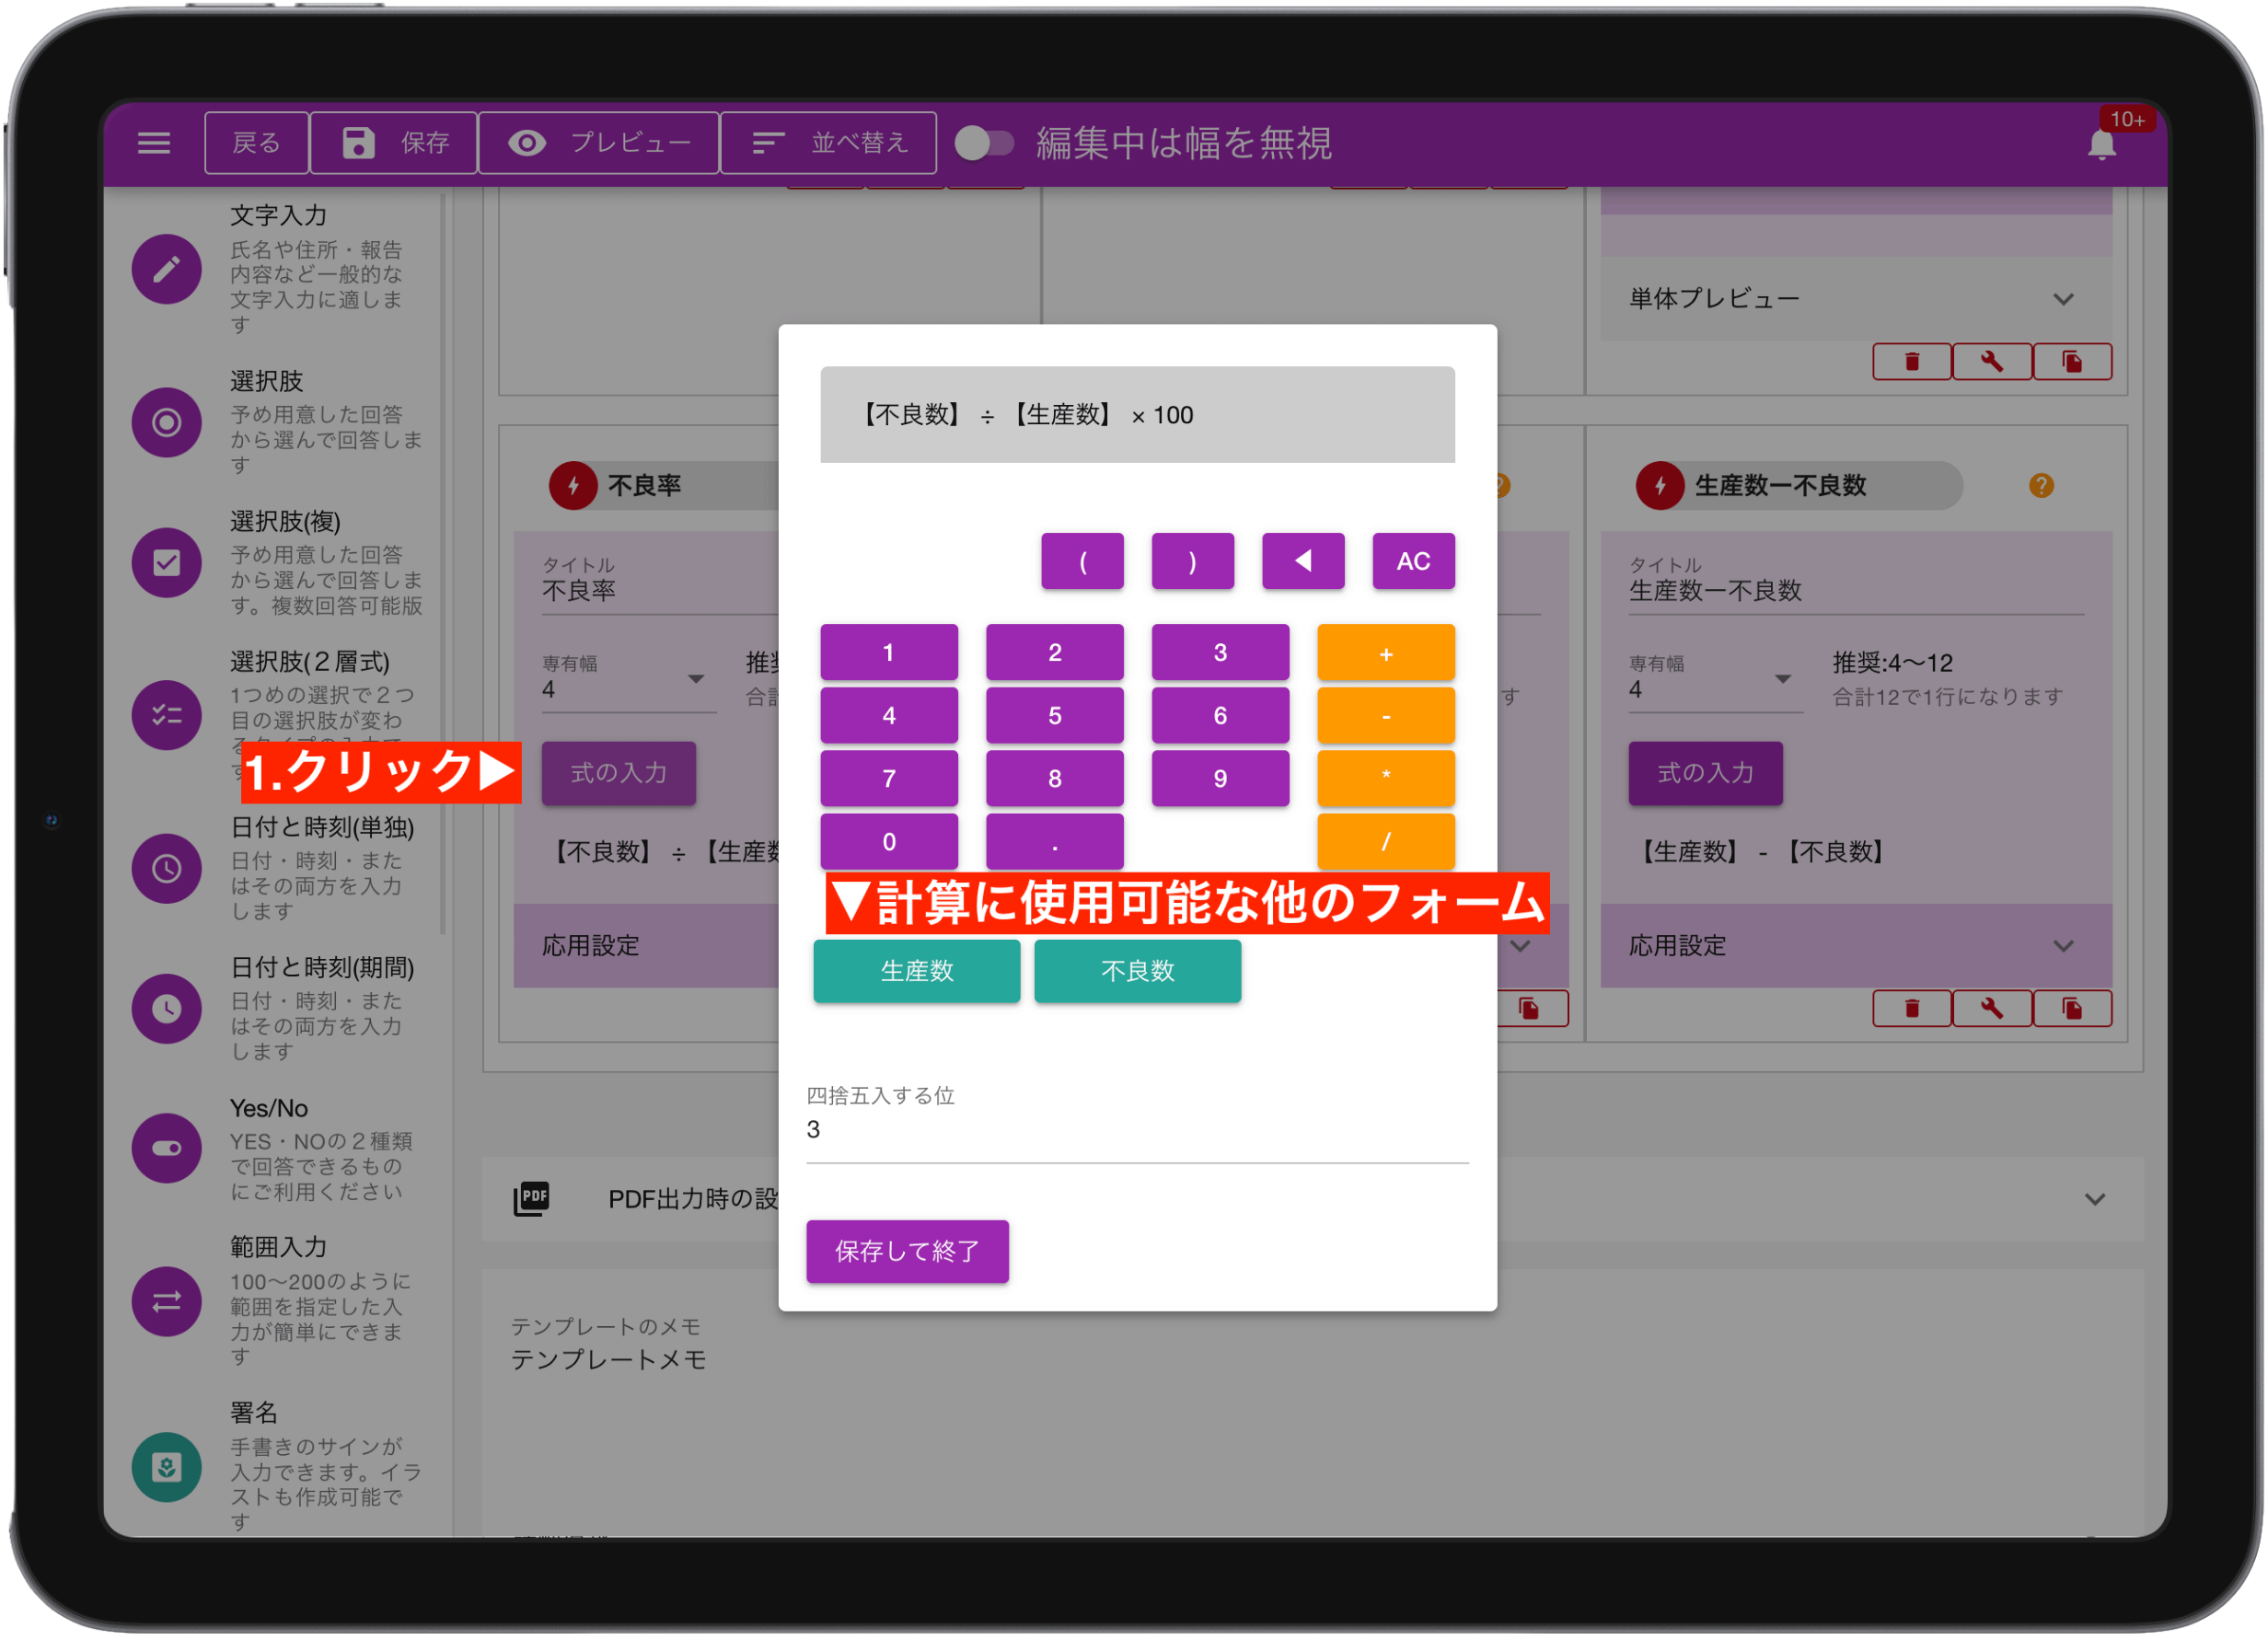 戻る
保存
プレビュー
並べ替え
編集中は幅を無視
10+
文字入力
氏名や住所・報告
内容など一般的な
文字入力に適しま
す
選択肢
予め用意した回答
から選んで回答しま
す
選択肢(複)
予め用意した回答
から選んで回答しま
す。複数回答可能版
選択肢(２層式)
1つめの選択で２つ
目の選択肢が変わ
日付と時刻(単独)
日付・時刻・また
はその両方を入力
します
日付と時刻(期間)
日付・時刻・また
はその両方を入力
します
Yes/No
YES・NOの２種類
で回答できるもの
にご利用ください
範囲入力
100〜200のように
範囲を指定した入
力が簡単にできま
す
署名
手書きのサインが
入力できます。イラ
ストも作成可能で
す
1.クリック▶
不良率
タイトル
不良率
専有幅
4
推奨
合計
式の入力
【不良数】 ÷ 【生産数
応用設定
PDF
PDF出力時の設
テンプレートのメモ
テンプレートメモ
【不良数】 ÷ 【生産数】 × 100
( ) ◀ AC
1 2 3 +
4 5 6 -
7 8 9 *
0 . /
▼計算に使用可能な他のフォーム
生産数
不良数
四捨五入する位
3
保存して終了
す
単体プレビュー
生産数ー不良数
タイトル
生産数ー不良数
専有幅
4
推奨:4〜12
合計12で1行になります
式の入力
【生産数】 - 【不良数】
応用設定